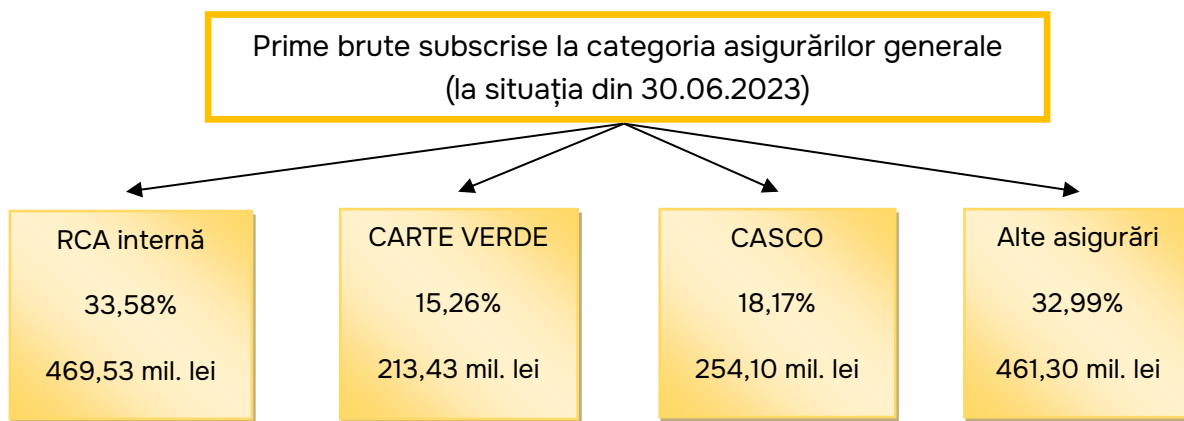 Prime brute subscrise la categoria asigurărilor generale
(la situația din 30.06.2023)
RCA internă
33,58%
469,53 mil. lei
CARTE VERDE
15,26%
213,43 mil. lei
CASCO
18,17%
254,10 mil. lei
Alte asigurări
32,99%
461,30 mil. lei